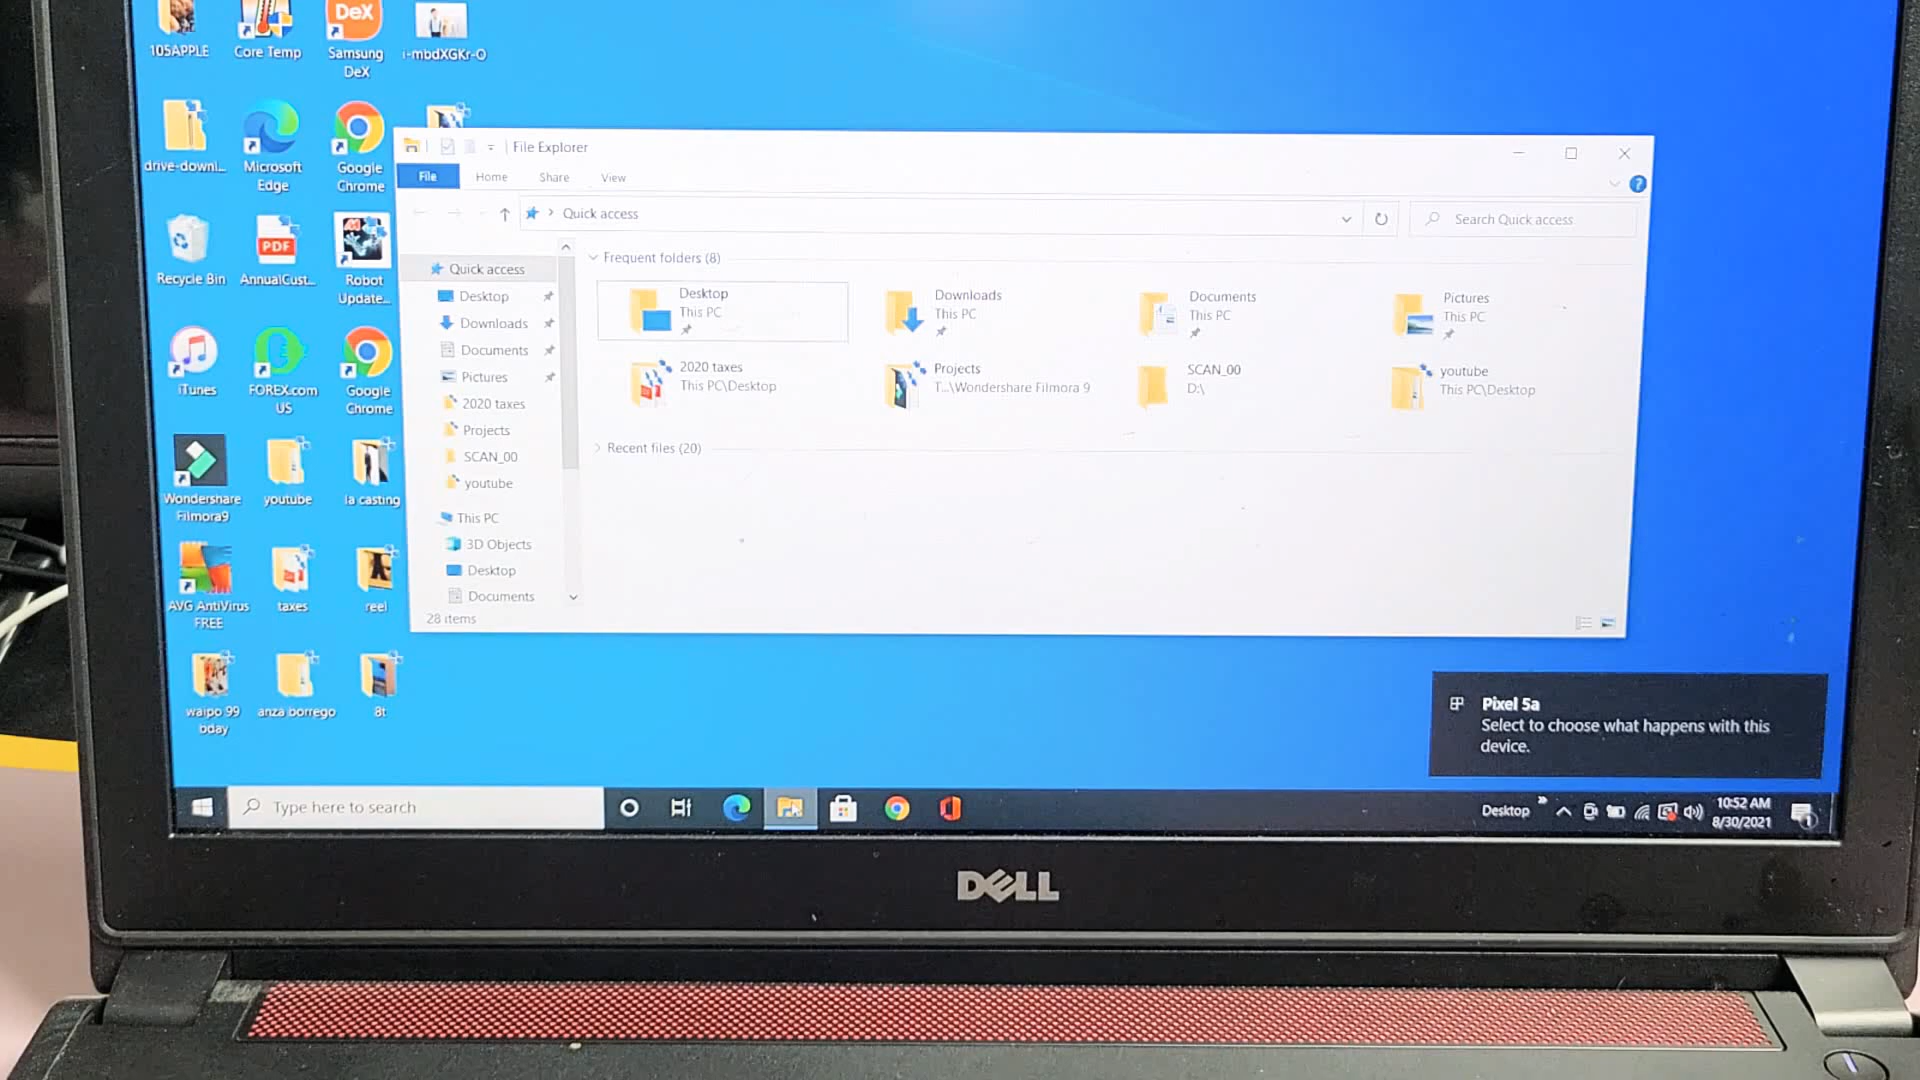 105APPLE
Core Temp
DeX
Samsung
DeX
i-mbdXGKr-O
drive-downl...
Microsoft
Edge
Google
Chrome
Recycle Bin
PDF
AnnualCust...
Robot
Update...
iTunes
FOREX.com
US
Google
Chrome
Wondershare
Filmora9
youtube
la casting
AVG AntiVirus
FREE
taxes
reel
waipo 99
bday
anza borrego
8t
File Explorer
File
Home
Share
View
?
Quick access
Search Quick access
Quick access
Desktop
Downloads
Documents
Pictures
2020 taxes
Projects
SCAN_00
youtube
This PC
3D Objects
Desktop
Documents
28 items
Frequent folders (8)
Desktop
This PC
Downloads
This PC
Documents
This PC
Pictures
This PC
2020 taxes
This PC\Desktop
Projects
T...\Wondershare Filmora 9
SCAN_00
D:\
youtube
This PC\Desktop
Recent files (20)
Pixel 5a
Select to choose what happens with this
device.
Type here to search
Desktop
10:52 AM
8/30/2021
1
DELL